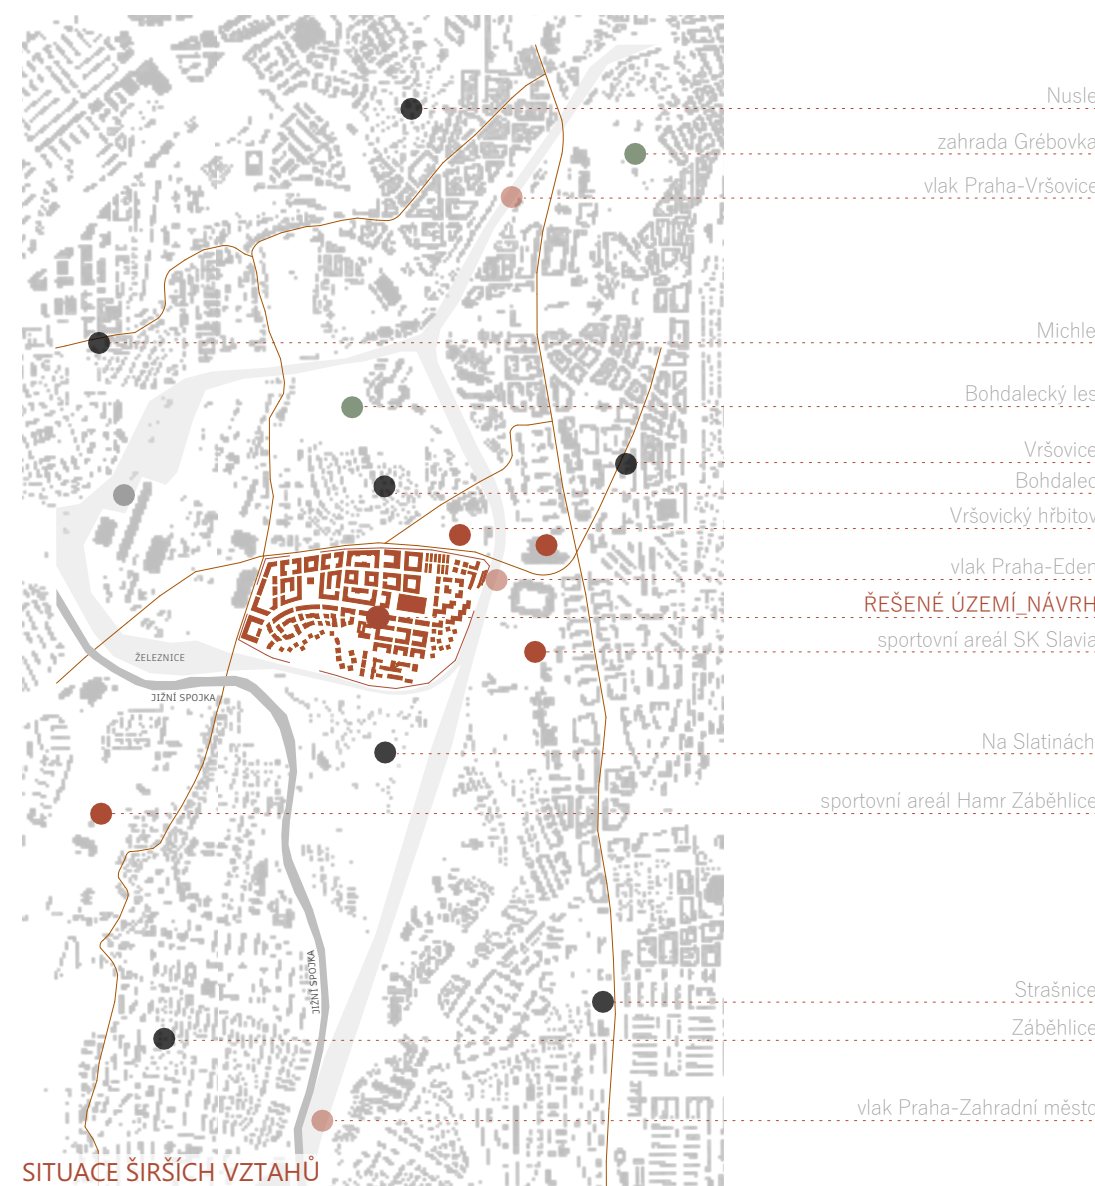 Nusle
zahrada Grébovka
vlak Praha-Vršovice
Michle
Bohdalecký les
Vršovice
Bohdalec
Vršovický hřbitov
vlak Praha-Eden
ŘEŠENÉ ÚZEMÍ_NÁVRH
sportovní areál SK Slavia
ŽELEZNICE
JIŽNÍ SPOJKA
Na Slatinách
sportovní areál Hamr Záběhlice
JIŽNÍ SPOJKA
Strašnice
Záběhlice
vlak Praha-Zahradní město
SITUACE ŠIRŠÍCH VZTAHŮ